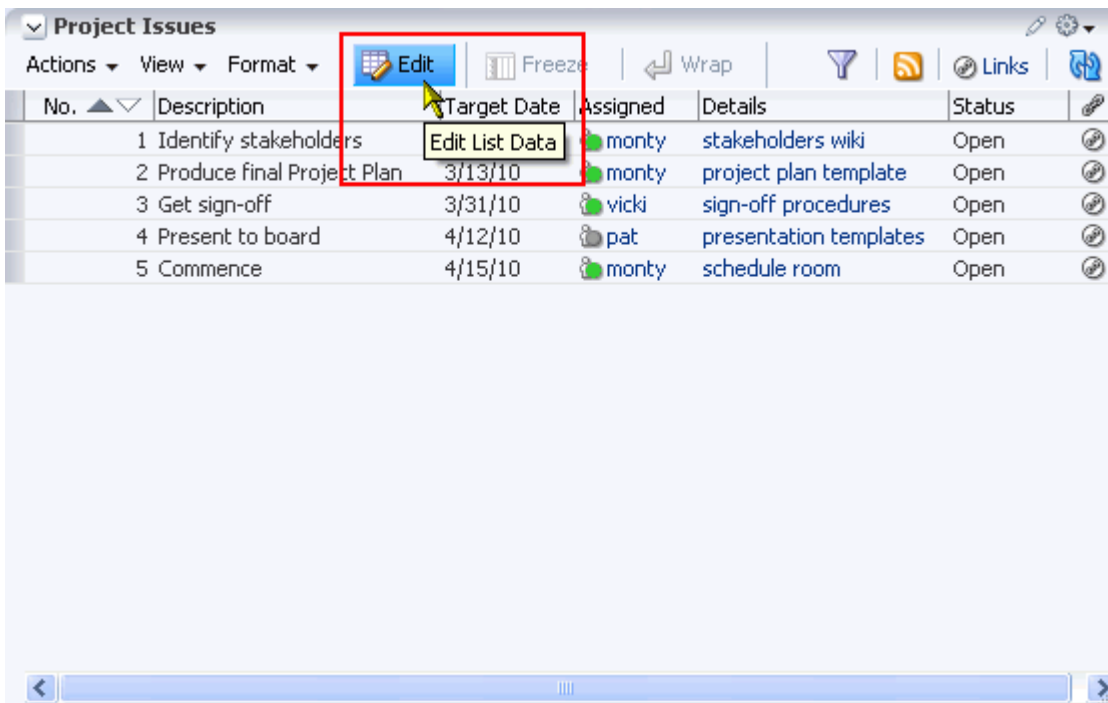 Project Issues
Actions View Format Edit Freeze Wrap Links
No. Description Target Date Assigned Details Status
1 Identify stakeholders Edit List Data monty stakeholders wiki Open
2 Produce final Project Plan 3/13/10 monty project plan template Open
3 Get sign-off 3/31/10 vicki sign-off procedures Open
4 Present to board 4/12/10 pat presentation templates Open
5 Commence 4/15/10 monty schedule room Open